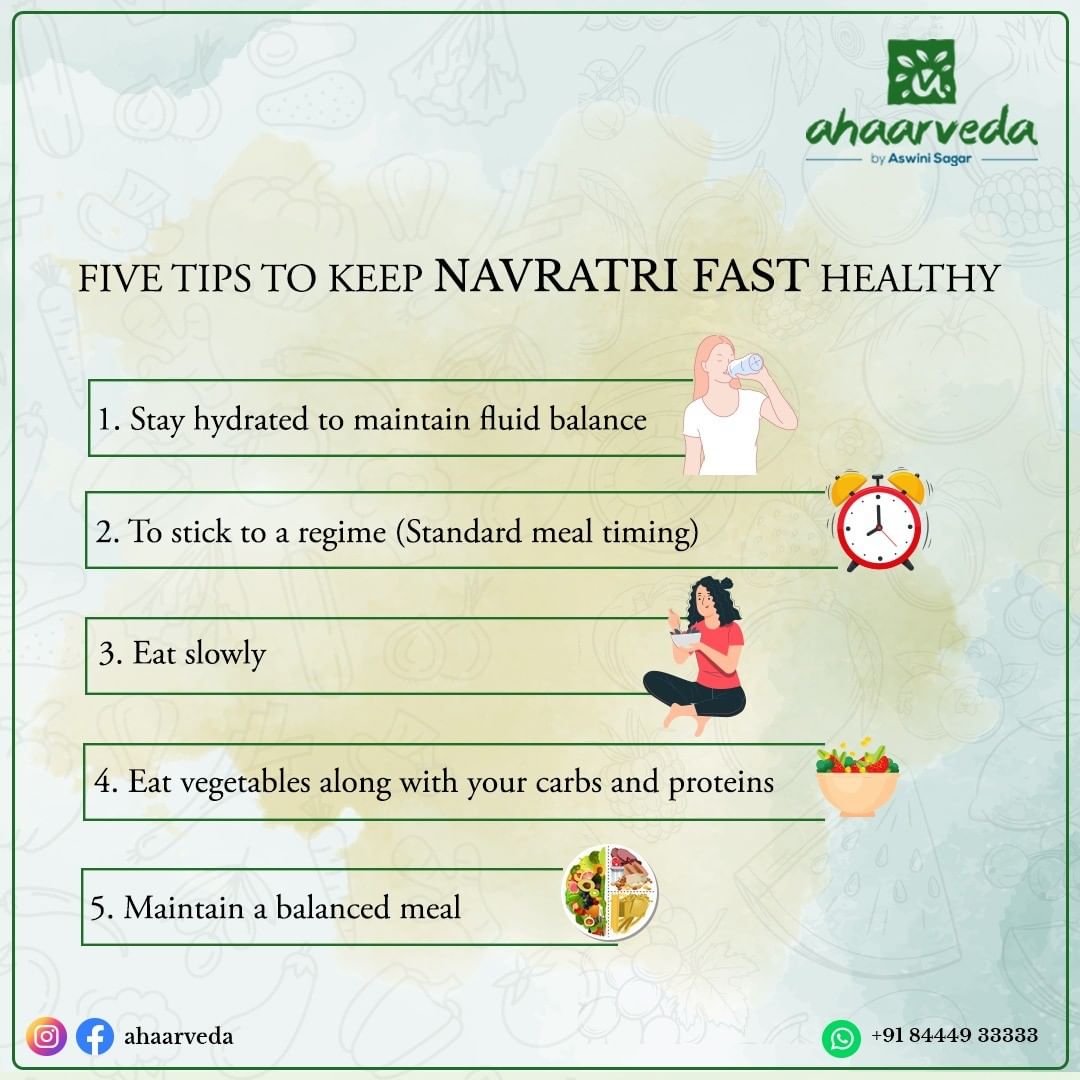 ahaarveda
by Aswini Sagar
FIVE TIPS TO KEEP NAVRATRI FAST HEALTHY
1. Stay hydrated to maintain fluid balance
2. To stick to a regime (Standard meal timing)
3. Eat slowly
4. Eat vegetables along with your carbs and proteins
5. Maintain a balanced meal
ahaarveda
+91 84449 33333